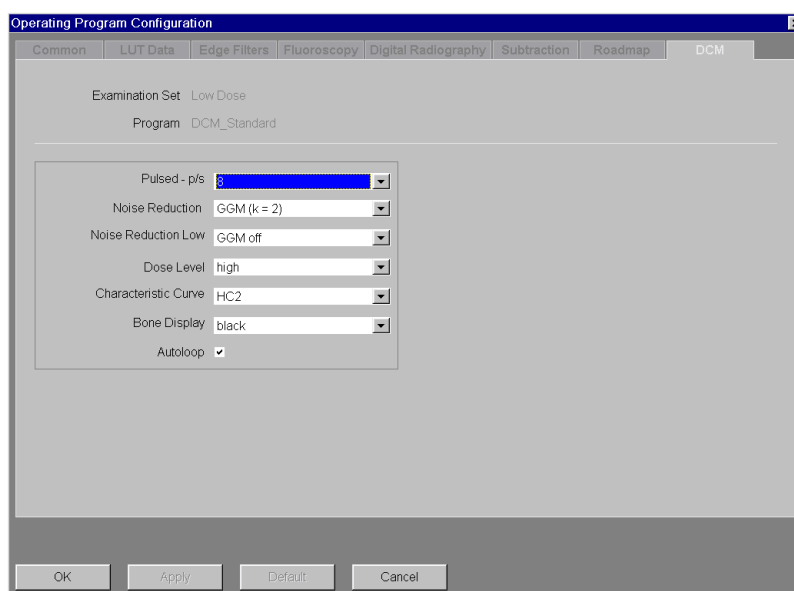 Operating Program Configuration
Common LUT Data Edge Filters Fluoroscopy Digital Radiography Subtraction Roadmap DCM
Examination Set Low Dose
Program DCM_Standard
Pulsed - p/s 8
Noise Reduction GGM (k = 2)
Noise Reduction Low GGM off
Dose Level high
Characteristic Curve HC2
Bone Display black
Autoloop
OK Apply Default Cancel